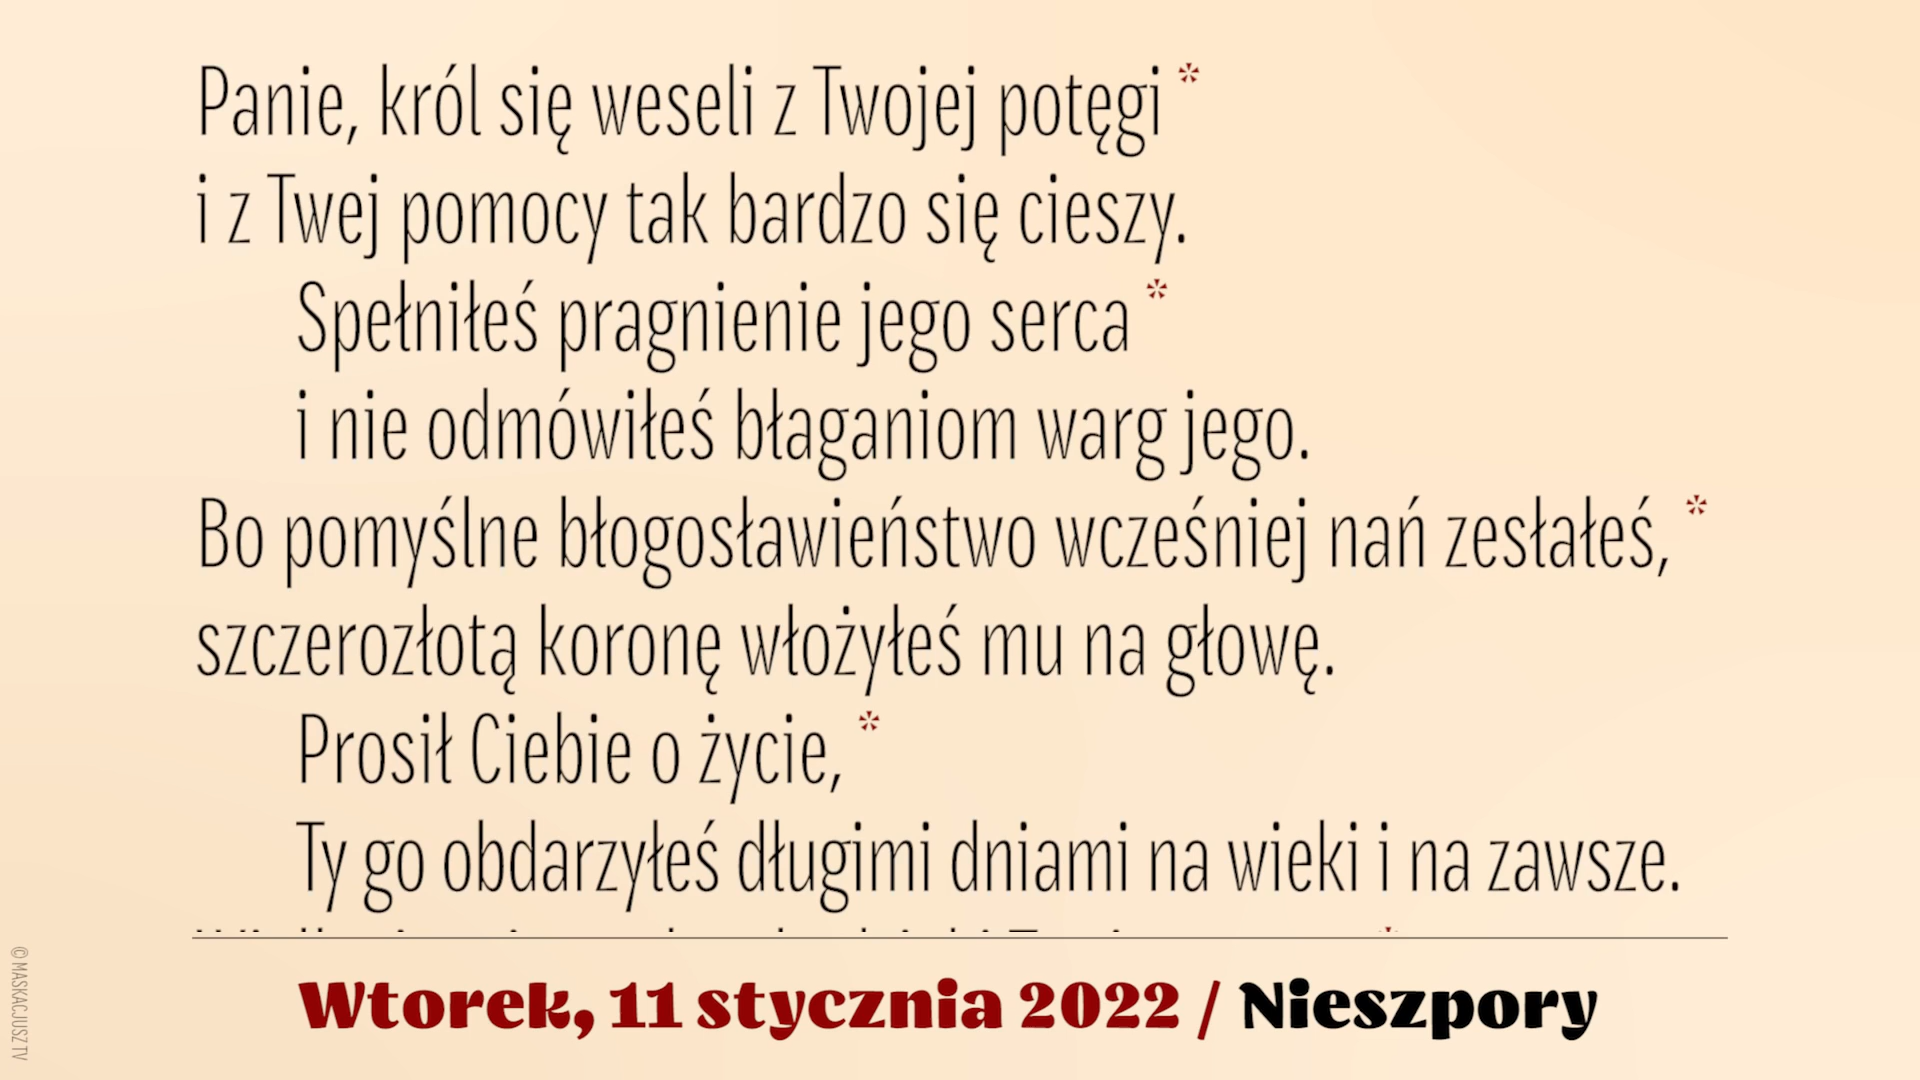 Panie, król się weseli z Twojej potęgi *
i z Twej pomocy tak bardzo się cieszy.
Spełniłeś pragnienie jego serca *
i nie odmówiłeś błaganiom warg jego.
Bo pomyślne błogosławieństwo wcześniej nań zesłałeś, *
szczerozłotą koronę włożyłeś mu na głowę.
Prosił Ciebie o życie, *
Ty go obdarzyłeś długimi dniami na wieki i na zawsze.
Wtorek, 11 stycznia 2022 / Nieszpory
© MASKACJUSZ TV